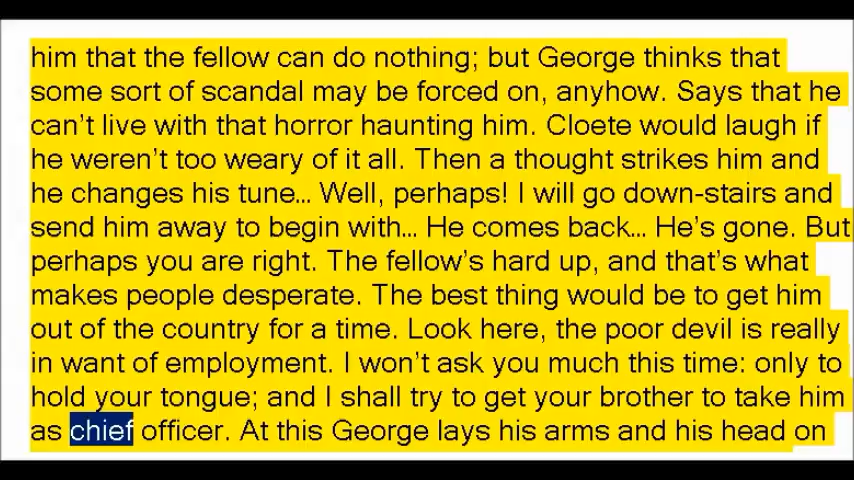 him that the fellow can do nothing; but George thinks that
some sort of scandal may be forced on, anyhow. Says that he
can't live with that horror haunting him. Cloete would laugh if
he weren't too weary of it all. Then a thought strikes him and
he changes his tune... Well, perhaps! I will go down-stairs and
send him away to begin with... He comes back... He's gone. But
perhaps you are right. The fellow's hard up, and that's what
makes people desperate. The best thing would be to get him
out of the country for a time. Look here, the poor devil is really
in want of employment. I won't ask you much this time: only to
hold your tongue; and I shall try to get your brother to take him
as chief officer. At this George lays his arms and his head on